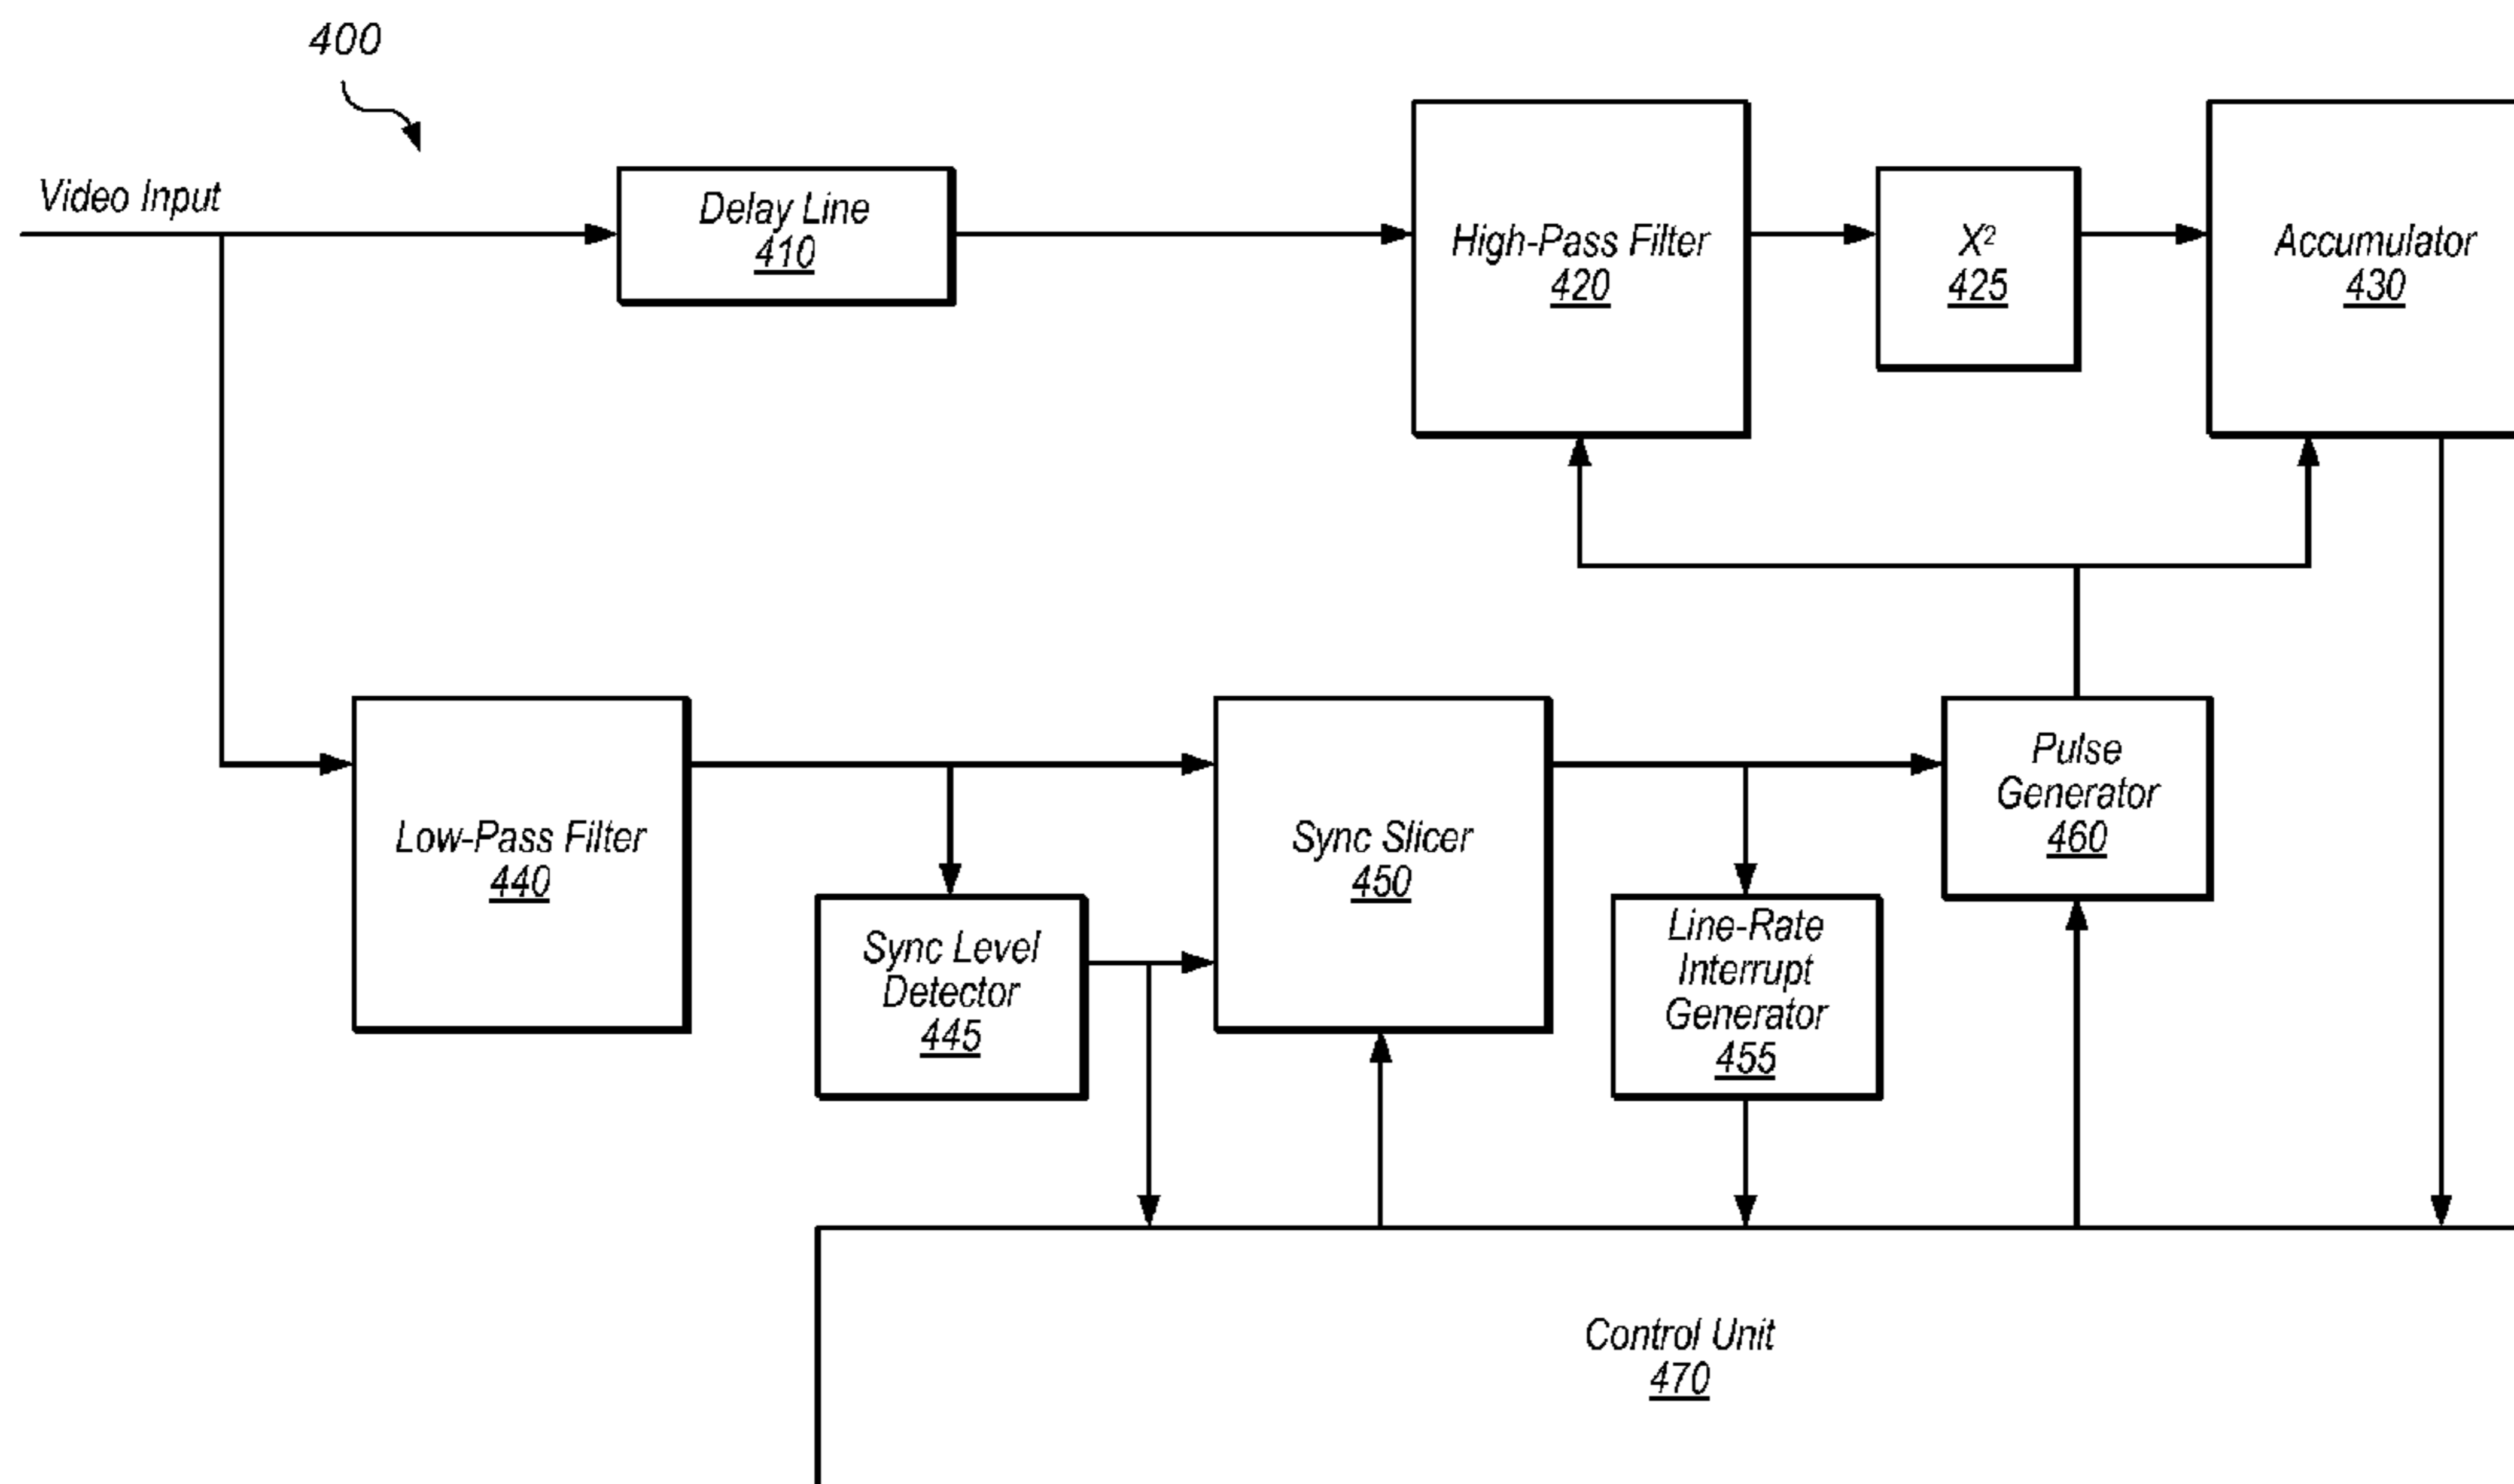 400
Video Input
Delay Line
410
High-Pass Filter
420
X²
425
Accumulator
430
Low-Pass Filter
440
Sync Level
Detector
445
Sync Slicer
450
Line-Rate
Interrupt
Generator
455
Pulse
Generator
460
Control Unit
470